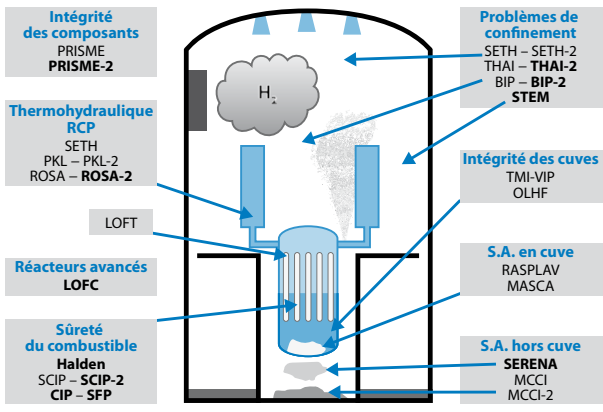 Intégrité
des composants
PRISME
PRISME-2
Thermohydraulique
RCP
SETH
PKL – PKL-2
ROSA – ROSA-2
LOFT
Réacteurs avancés
LOFC
Sûreté
du combustible
Halden
SCIP – SCIP-2
CIP – SFP
H₂
Problèmes de
confinement
SETH – SETH-2
THAI – THAI-2
BIP – BIP-2
STEM
Intégrité des cuves
TMI-VIP
OLHF
S.A. en cuve
RASPLAV
MASCA
S.A. hors cuve
SERENA
MCCI
MCCI-2